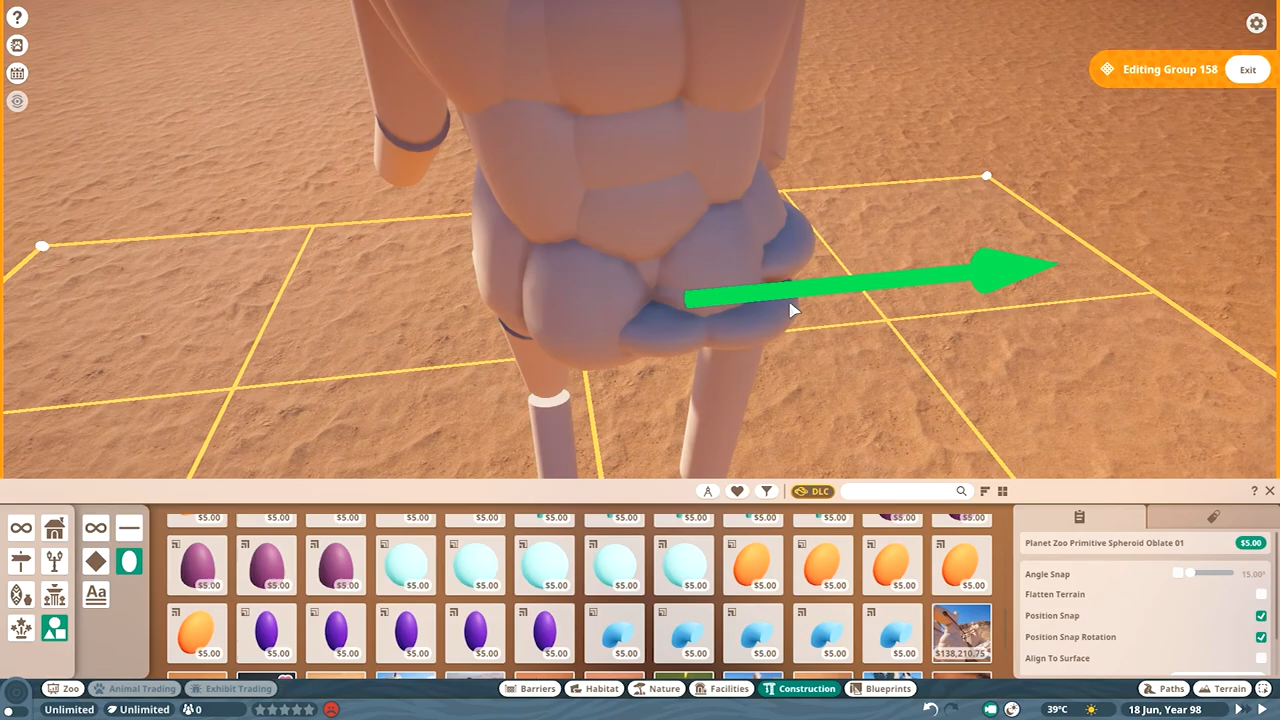 ?
Editing Group 158
Exit
DLC
? ×
$5.00 $5.00 $5.00 $5.00 $5.00 $5.00 $5.00 $5.00 $5.00 $5.00 $5.00 $5.00
$5.00 $5.00 $5.00 $5.00 $5.00 $5.00 $5.00 $5.00 $5.00 $5.00 $5.00 $5.00
$5.00 $5.00 $5.00 $5.00 $5.00 $5.00 $5.00 $5.00 $5.00 $5.00 $5.00 $138,210.75
Aa
Planet Zoo Primitive Spheroid Oblate 01 $5.00
Angle Snap 15.00°
Flatten Terrain
Position Snap
Position Snap Rotation
Align To Surface
Zoo Animal Trading Exhibit Trading Barriers Habitat Nature Facilities Construction Blueprints Paths Terrain
Unlimited Unlimited 0 39°C 18 Jun, Year 98